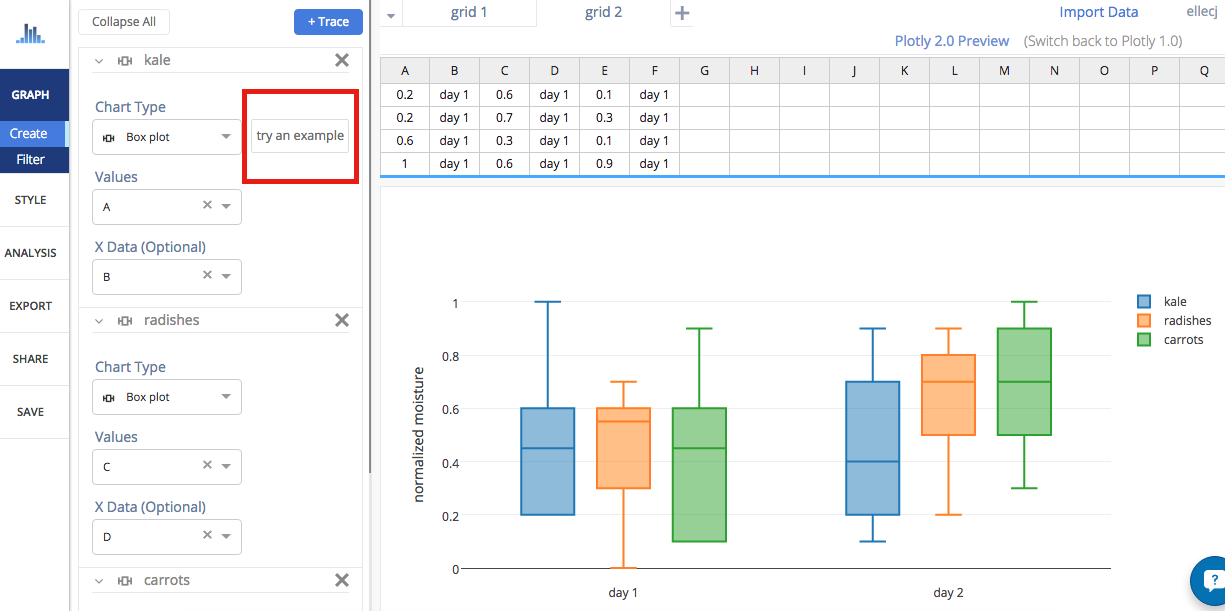 Collapse All
+ Trace
GRAPH
Create
Filter
STYLE
ANALYSIS
EXPORT
SHARE
SAVE
kale
Chart Type
Box plot
try an example
Values
A
X Data (Optional)
B
radishes
Chart Type
Box plot
Values
C
X Data (Optional)
D
carrots
grid 1 grid 2 +
Import Data ellecj
Plotly 2.0 Preview (Switch back to Plotly 1.0)
A B C D E F G H I J K L M N O P Q
0.2 day 1 0.6 day 1 0.1 day 1
0.2 day 1 0.7 day 1 0.3 day 1
0.6 day 1 0.3 day 1 0.1 day 1
1 day 1 0.6 day 1 0.9 day 1
normalized moisture
1
0.8
0.6
0.4
0.2
0
day 1 day 2
kale
radishes
carrots
?